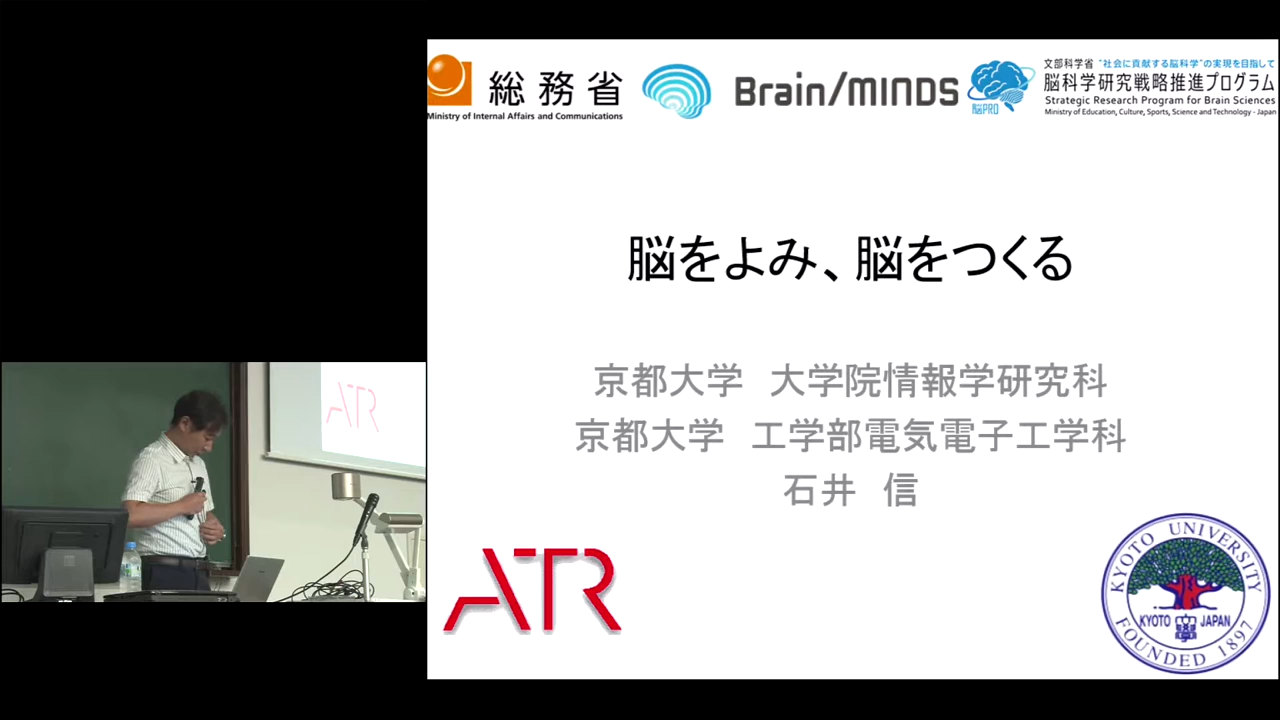 総務省
Ministry of Internal Affairs and Communications
Brain/MINDS
脳PRO
文部科学省 "社会に貢献する脳科学"の実現を目指して
脳科学研究戦略推進プログラム
Strategic Research Program for Brain Sciences
Ministry of Education, Culture, Sports, Science and Technology - Japan
脳をよみ、脳をつくる
京都大学 大学院情報学研究科
京都大学 工学部電気電子工学科
石井 信
ATR
ATR
KYOTO UNIVERSITY
KYOTO JAPAN
FOUNDED 1897